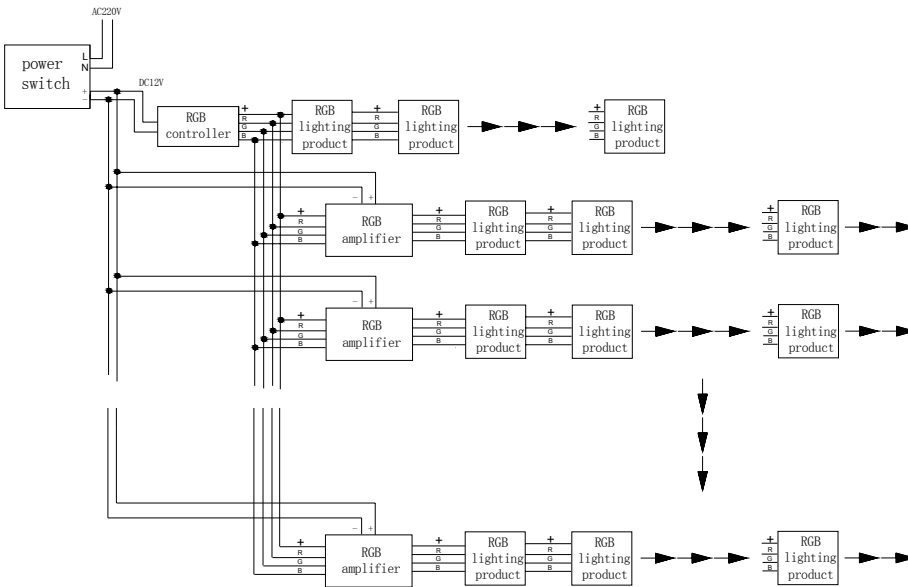 AC220V
L
N
power
switch
+
−
DC12V
RGB
controller
+
R
G
B
RGB
lighting
product
+
R
G
B
RGB
lighting
product
+
R
G
B
RGB
lighting
product
− +
+
R
G
B
RGB
amplifier
+
R
G
B
RGB
lighting
product
+
R
G
B
RGB
lighting
product
+
R
G
B
RGB
lighting
product
− +
+
R
G
B
RGB
amplifier
+
R
G
B
RGB
lighting
product
+
R
G
B
RGB
lighting
product
+
R
G
B
RGB
lighting
product
− +
+
R
G
B
RGB
amplifier
+
R
G
B
RGB
lighting
product
+
R
G
B
RGB
lighting
product
+
R
G
B
RGB
lighting
product